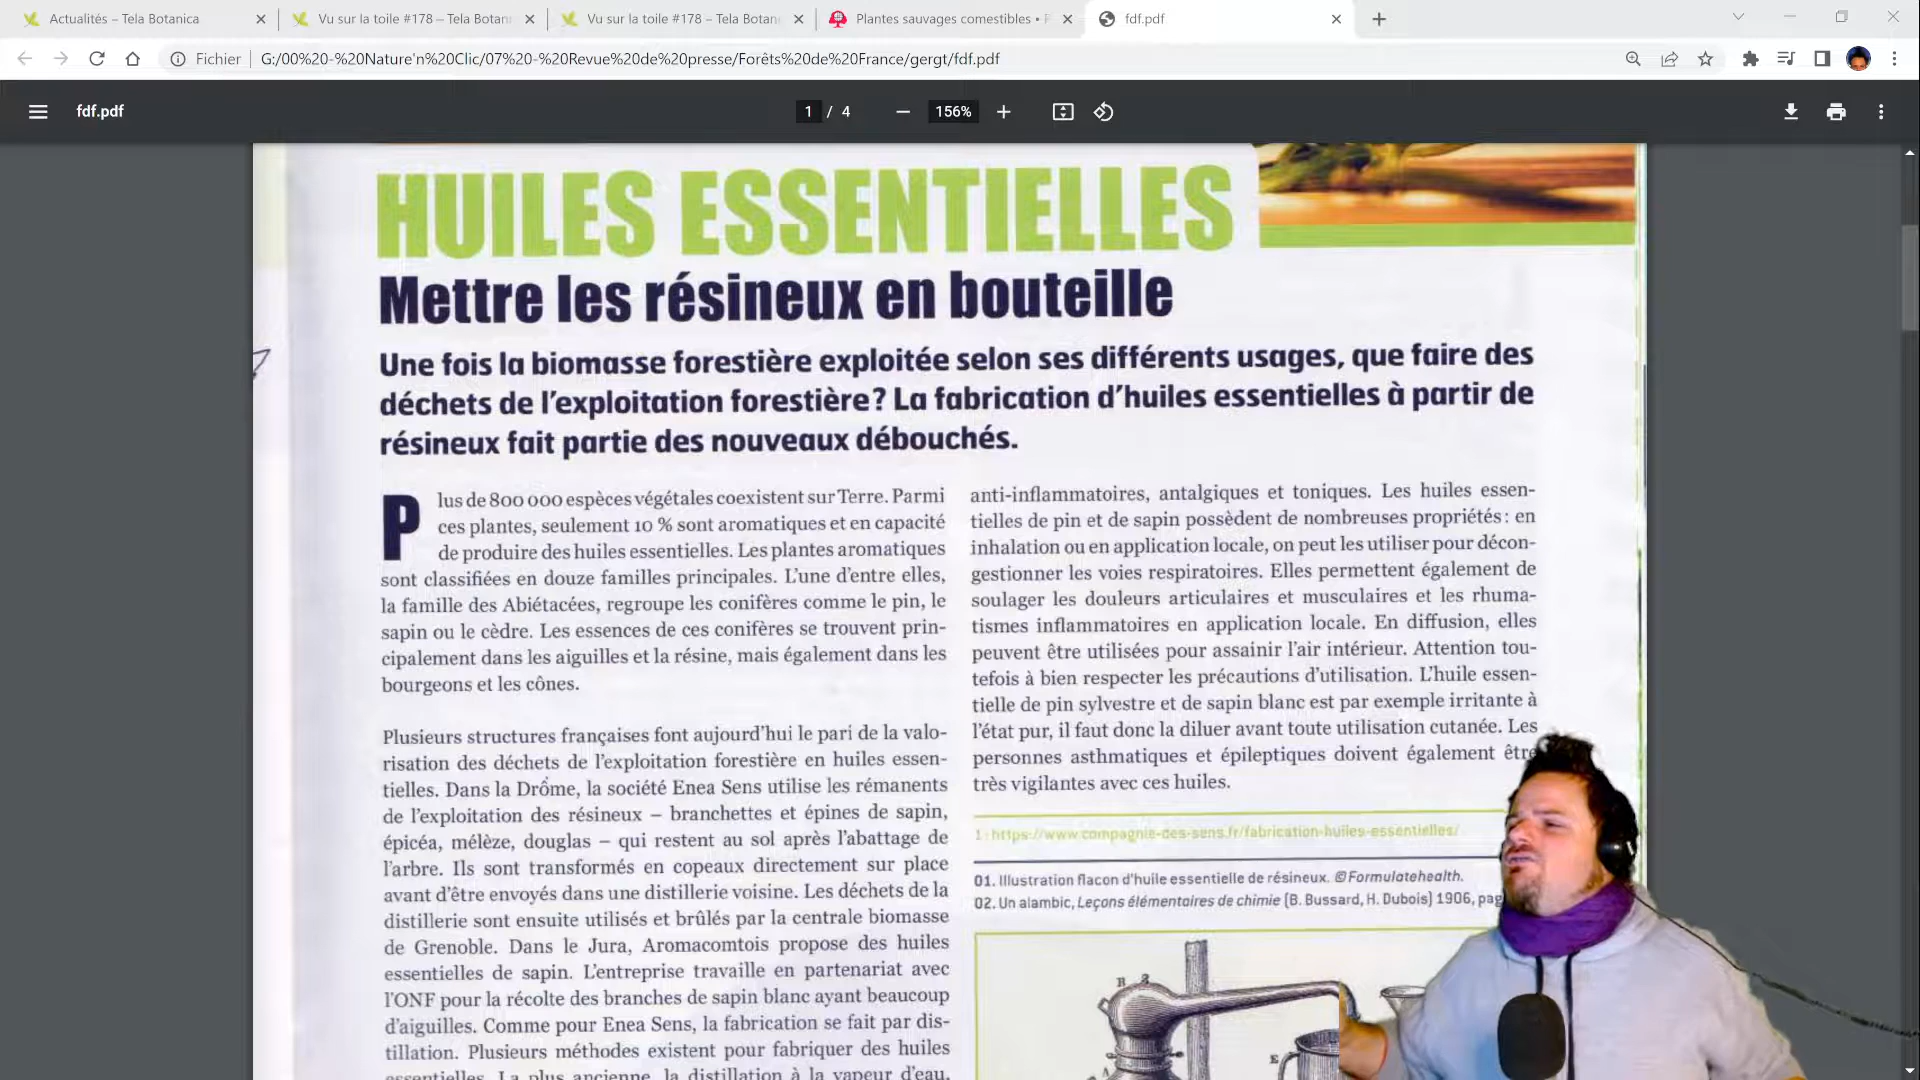 Actualités – Tela Botanica
Vu sur la toile #178 – Tela Botan
Vu sur la toile #178 – Tela Botan
Plantes sauvages comestibles •
fdf.pdf
Fichier
G:/00%20-%20Nature'n%20Clic/07%20-%20Revue%20de%20presse/Forêts%20de%20France/gergt/fdf.pdf
fdf.pdf
1 / 4
156%
HUILES ESSENTIELLES
Mettre les résineux en bouteille
Une fois la biomasse forestière exploitée selon ses différents usages, que faire des
déchets de l'exploitation forestière? La fabrication d'huiles essentielles à partir de
résineux fait partie des nouveaux débouchés.
Plus de 800 000 espèces végétales coexistent sur Terre. Parmi
ces plantes, seulement 10 % sont aromatiques et en capacité
de produire des huiles essentielles. Les plantes aromatiques
sont classifiées en douze familles principales. L'une d'entre elles,
la famille des Abiétacées, regroupe les conifères comme le pin, le
sapin ou le cèdre. Les essences de ces conifères se trouvent prin-
cipalement dans les aiguilles et la résine, mais également dans les
bourgeons et les cônes.
Plusieurs structures françaises font aujourd'hui le pari de la valo-
risation des déchets de l'exploitation forestière en huiles essen-
tielles. Dans la Drôme, la société Enea Sens utilise les rémanents
de l'exploitation des résineux – branchettes et épines de sapin,
épicéa, mélèze, douglas – qui restent au sol après l'abattage de
l'arbre. Ils sont transformés en copeaux directement sur place
avant d'être envoyés dans une distillerie voisine. Les déchets de la
distillerie sont ensuite utilisés et brûlés par la centrale biomasse
de Grenoble. Dans le Jura, Aromacomtois propose des huiles
essentielles de sapin. L'entreprise travaille en partenariat avec
l'ONF pour la récolte des branches de sapin blanc ayant beaucoup
d'aiguilles. Comme pour Enea Sens, la fabrication se fait par dis-
tillation. Plusieurs méthodes existent pour fabriquer des huiles
essentielles. La plus ancienne, la distillation à la vapeur d'eau,
anti-inflammatoires, antalgiques et toniques. Les huiles essen-
tielles de pin et de sapin possèdent de nombreuses propriétés : en
inhalation ou en application locale, on peut les utiliser pour décon-
gestionner les voies respiratoires. Elles permettent également de
soulager les douleurs articulaires et musculaires et les rhuma-
tismes inflammatoires en application locale. En diffusion, elles
peuvent être utilisées pour assainir l'air intérieur. Attention tou-
tefois à bien respecter les précautions d'utilisation. L'huile essen-
tielle de pin sylvestre et de sapin blanc est par exemple irritante à
l'état pur, il faut donc la diluer avant toute utilisation cutanée. Les
personnes asthmatiques et épileptiques doivent également être
très vigilantes avec ces huiles.
1 : https://www.compagnie-des-sens.fr/fabrication-huiles-essentielles/
01. Illustration flacon d'huile essentielle de résineux. © Formulatehealth.
02. Un alambic, Leçons élémentaires de chimie (B. Bussard, H. Dubois) 1906, pag
B
E